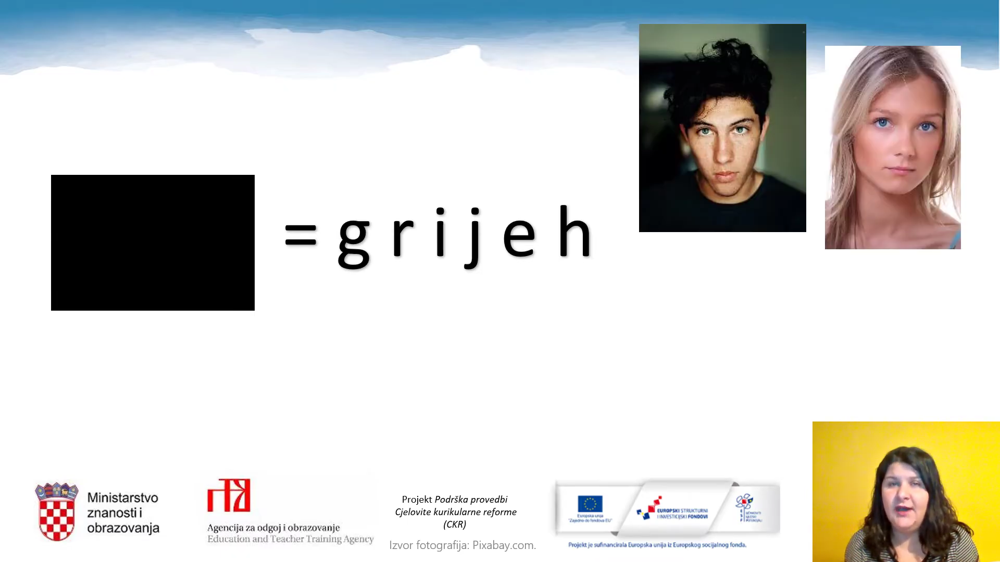 = g r i j e h
Ministarstvo
znanosti i
obrazovanja
Agencija za odgoj i obrazovanje
Education and Teacher Training Agency
Projekt Podrška provedbi
Cjelovite kurikularne reforme
(CKR)
Izvor fotografija: Pixabay.com.
Europska unija
"Zajedno do fondova EU"
EUROPSKI STRUKTURNI
I INVESTICIJSKI FONDOVI
Projekt je sufinancirala Europska unija iz Europskog socijalnog fonda.